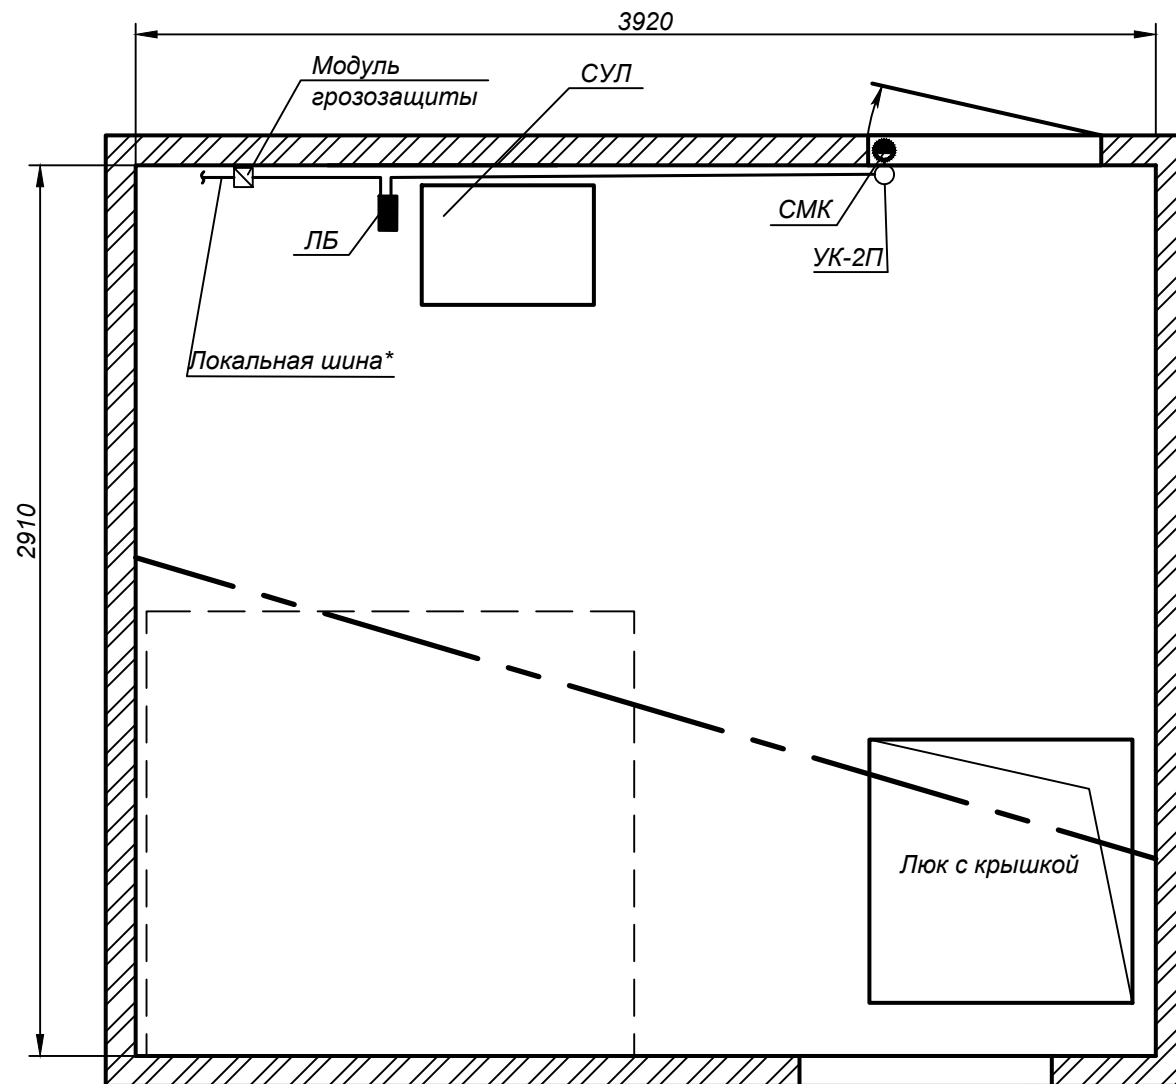 3920
Модуль
грозозащиты
СУЛ
ЛБ
СМК
УК-2П
Локальная шина*
2910
Люк с крышкой